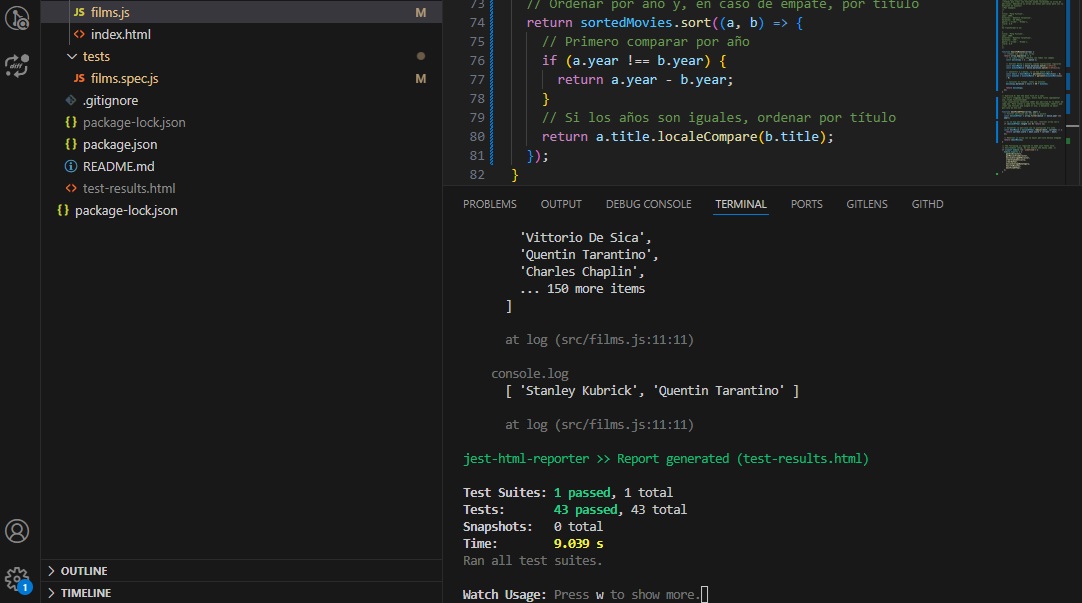 JS films.js M
<> index.html
tests
JS films.spec.js M
.gitignore
{} package-lock.json
{} package.json
README.md
<> test-results.html
{} package-lock.json
OUTLINE
TIMELINE
diff
1
73 // Ordenar por año y, en caso de empate, por título
74 return sortedMovies.sort((a, b) => {
75 // Primero comparar por año
76 if (a.year !== b.year) {
77 return a.year - b.year;
78 }
79 // Si los años son iguales, ordenar por título
80 return a.title.localeCompare(b.title);
81 });
82 }
PROBLEMS OUTPUT DEBUG CONSOLE TERMINAL PORTS GITLENS GITHD
'Vittorio De Sica',
'Quentin Tarantino',
'Charles Chaplin',
... 150 more items
]
at log (src/films.js:11:11)
console.log
[ 'Stanley Kubrick', 'Quentin Tarantino' ]
at log (src/films.js:11:11)
jest-html-reporter >> Report generated (test-results.html)
Test Suites: 1 passed, 1 total
Tests: 43 passed, 43 total
Snapshots: 0 total
Time: 9.039 s
Ran all test suites.
Watch Usage: Press w to show more.